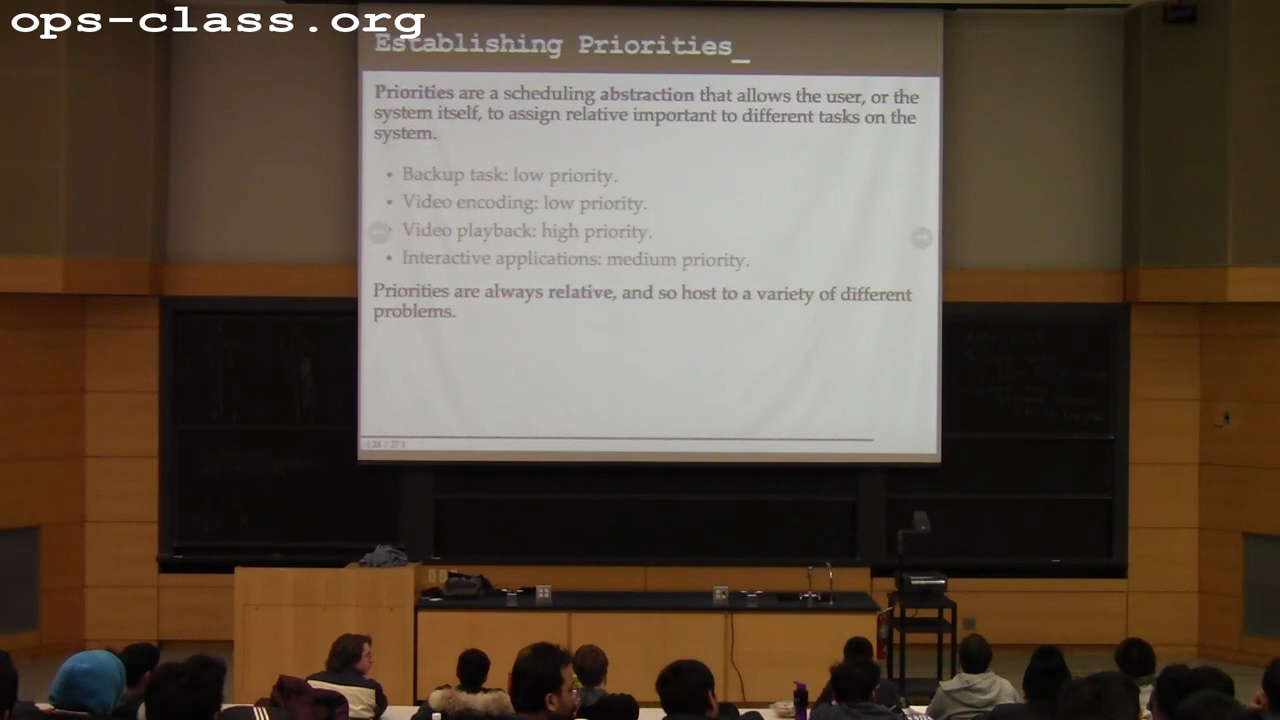 ops-class.org
Establishing Priorities_
Priorities are a scheduling abstraction that allows the user, or the
system itself, to assign relative important to different tasks on the
system.
• Backup task: low priority.
• Video encoding: low priority.
• Video playback: high priority.
• Interactive applications: medium priority.
Priorities are always relative, and so host to a variety of different
problems.